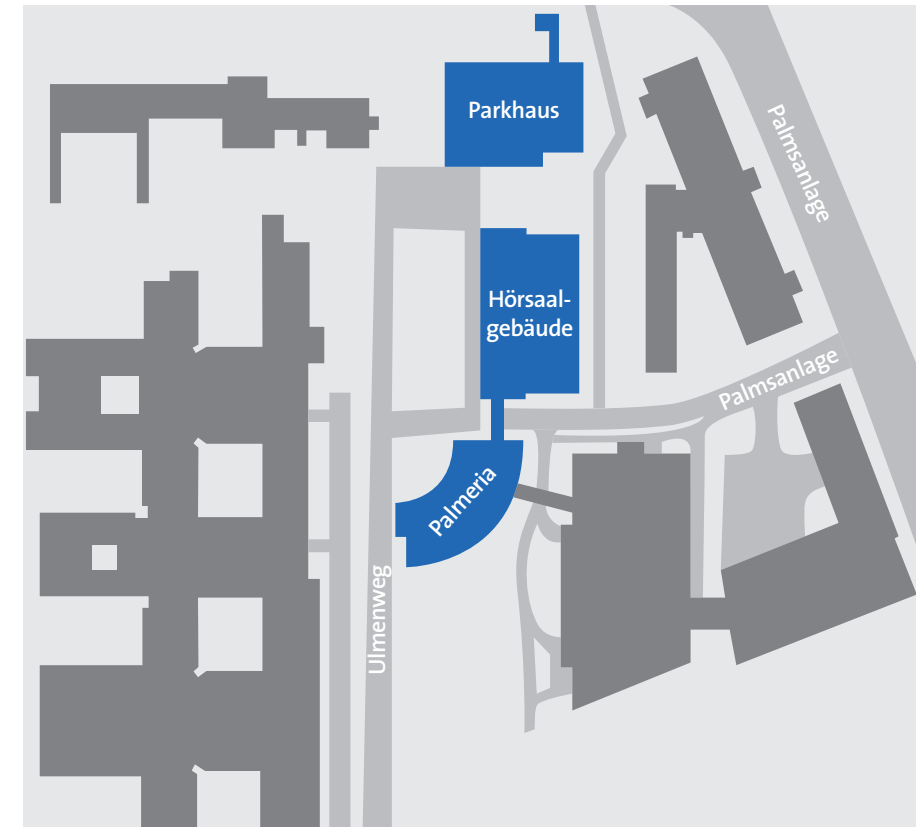 Parkhaus
Palmsanlage
Hörsaal-
gebäude
Palmsanlage
Palmeria
Ulmenweg